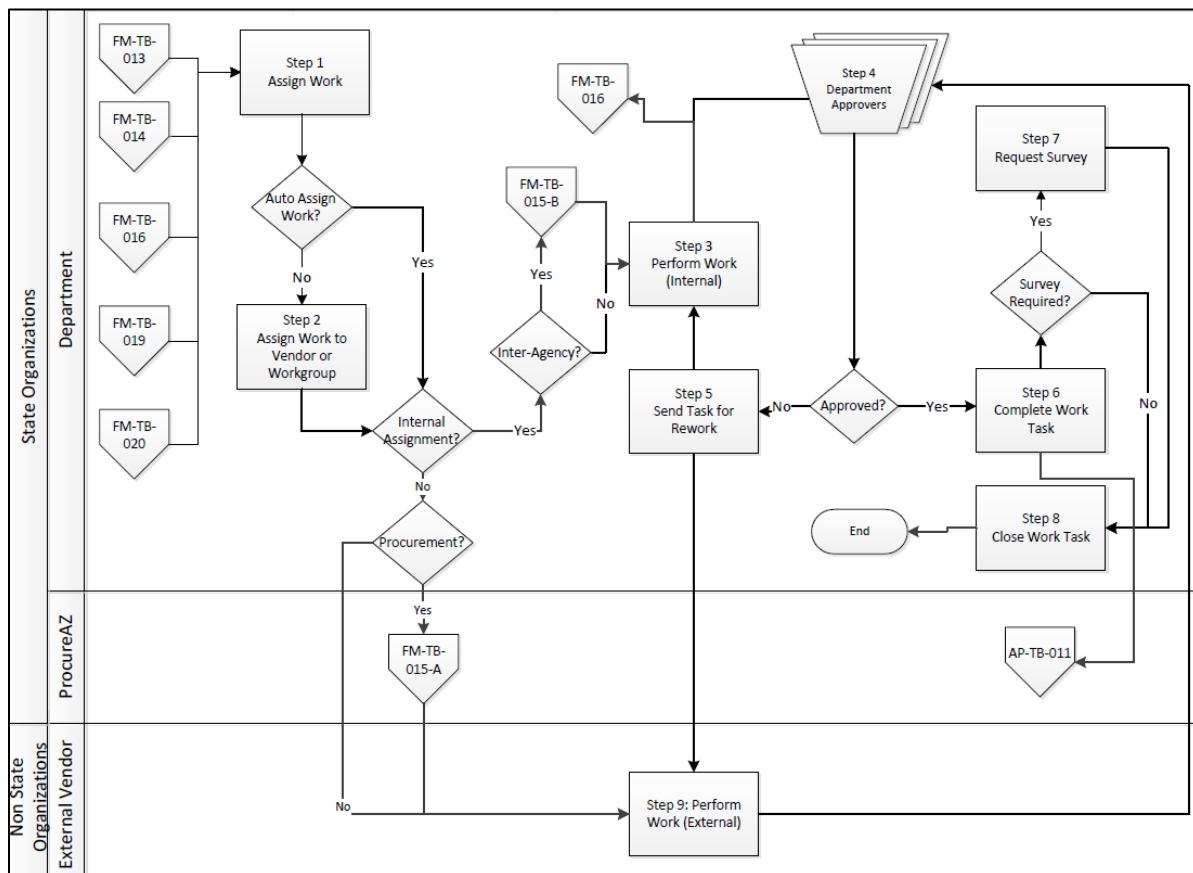 State Organizations
Department
FM-TB-
013
FM-TB-
014
FM-TB-
016
FM-TB-
019
FM-TB-
020
Step 1
Assign Work
Auto Assign
Work?
Yes
No
Step 2
Assign Work to
Vendor or
Workgroup
Internal
Assignment?
Yes
No
Procurement?
Inter-Agency?
Yes
No
FM-TB-
015-B
FM-TB-
016
Step 3
Perform Work
(Internal)
Step 4
Department
Approvers
Step 5
Send Task for
Rework
No
Approved?
Yes
Step 6
Complete Work
Task
Survey
Required?
Yes
No
Step 7
Request Survey
Step 8
Close Work Task
End
ProcureAZ
Yes
FM-TB-
015-A
AP-TB-011
Non State
Organizations
External Vendor
No
Step 9: Perform
Work (External)